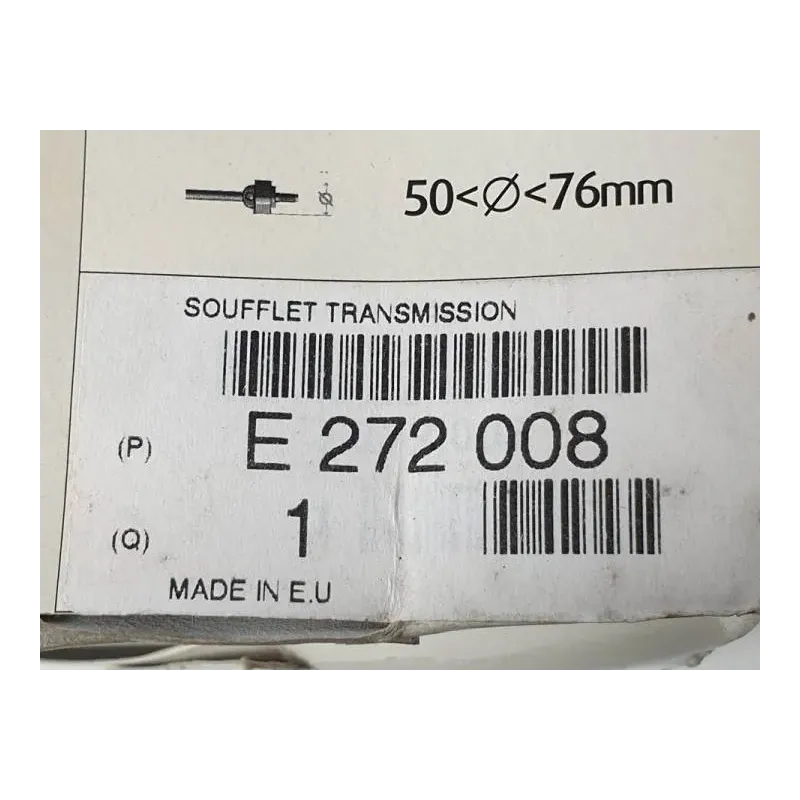 Ø
50<Ø<76mm
SOUFFLET TRANSMISSION
(P) E 272 008
(Q) 1
MADE IN E.U